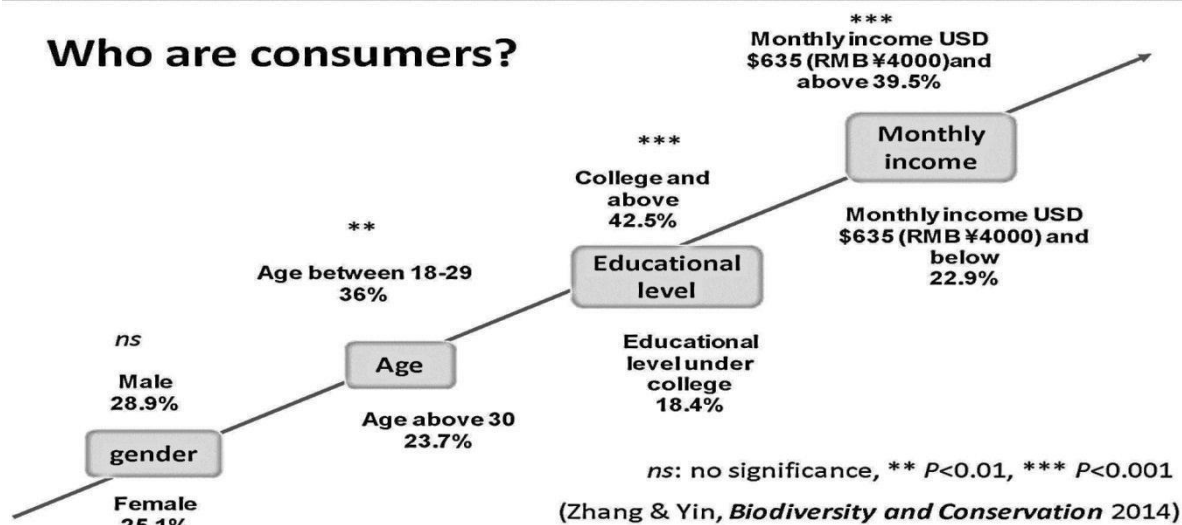 Who are consumers?
***
Monthly income USD
$635 (RMB ¥4000)and
above 39.5%
Monthly
income
Monthly income USD
$635 (RMB ¥4000) and
below
22.9%
***
College and
above
42.5%
Educational
level
Educational
level under
college
18.4%
**
Age between 18-29
36%
Age
Age above 30
23.7%
ns
Male
28.9%
gender
Female
25.1%
ns: no significance, ** P<0.01, *** P<0.001
(Zhang & Yin, Biodiversity and Conservation 2014)